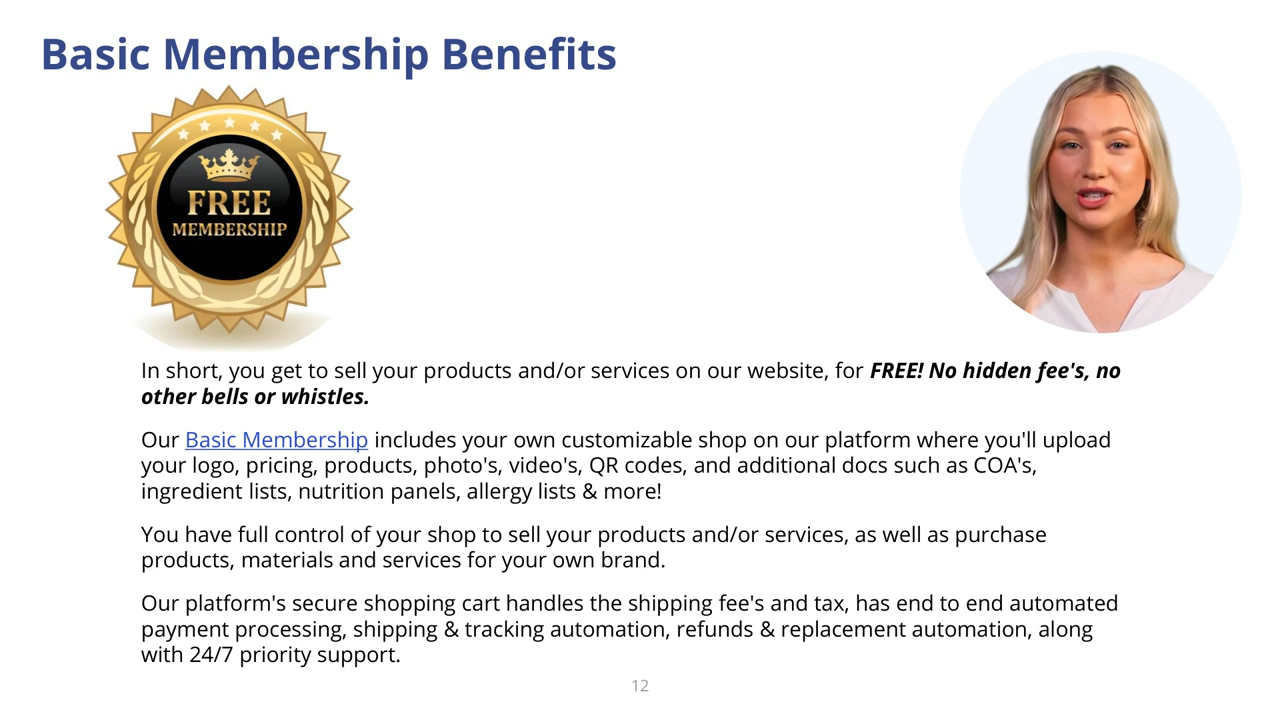 Basic Membership Benefits
FREE
MEMBERSHIP
In short, you get to sell your products and/or services on our website, for FREE! No hidden fee's, no
other bells or whistles.
Our Basic Membership includes your own customizable shop on our platform where you'll upload
your logo, pricing, products, photo's, video's, QR codes, and additional docs such as COA's,
ingredient lists, nutrition panels, allergy lists & more!
You have full control of your shop to sell your products and/or services, as well as purchase
products, materials and services for your own brand.
Our platform's secure shopping cart handles the shipping fee's and tax, has end to end automated
payment processing, shipping & tracking automation, refunds & replacement automation, along
with 24/7 priority support.
12